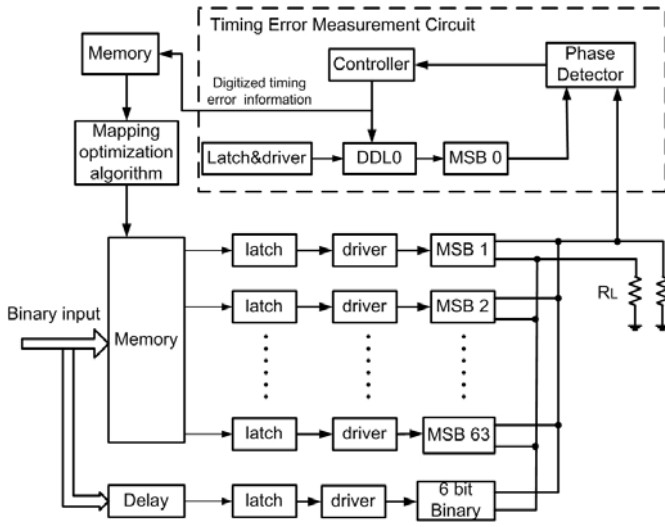 Timing Error Measurement Circuit
Memory
Controller
Phase
Detector
Digitized timing
error information
Mapping
optimization
algorithm
Latch&driver
DDL0
MSB 0
latch
driver
MSB 1
Binary input
Memory
latch
driver
MSB 2
RL
latch
driver
MSB 63
Delay
latch
driver
6 bit
Binary